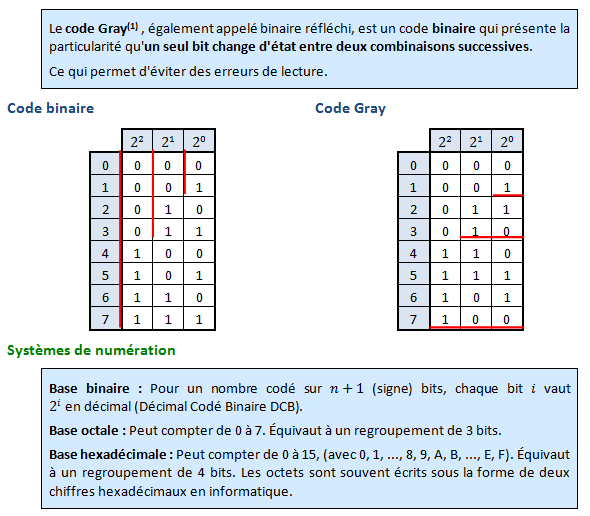 Le code Gray(1) , également appelé binaire réfléchi, est un code binaire qui présente la
particularité qu'un seul bit change d'état entre deux combinaisons successives.
Ce qui permet d'éviter des erreurs de lecture.
Code binaire
2² 2¹ 2⁰
0 0 0 0
1 0 0 1
2 0 1 0
3 0 1 1
4 1 0 0
5 1 0 1
6 1 1 0
7 1 1 1
Code Gray
2² 2¹ 2⁰
0 0 0 0
1 0 0 1
2 0 1 1
3 0 1 0
4 1 1 0
5 1 1 1
6 1 0 1
7 1 0 0
Systèmes de numération
Base binaire : Pour un nombre codé sur n + 1 (signe) bits, chaque bit i vaut
2ⁱ en décimal (Décimal Codé Binaire DCB).
Base octale : Peut compter de 0 à 7. Équivaut à un regroupement de 3 bits.
Base hexadécimale : Peut compter de 0 à 15, (avec 0, 1, ..., 8, 9, A, B, ..., E, F). Équivaut
à un regroupement de 4 bits. Les octets sont souvent écrits sous la forme de deux
chiffres hexadécimaux en informatique.